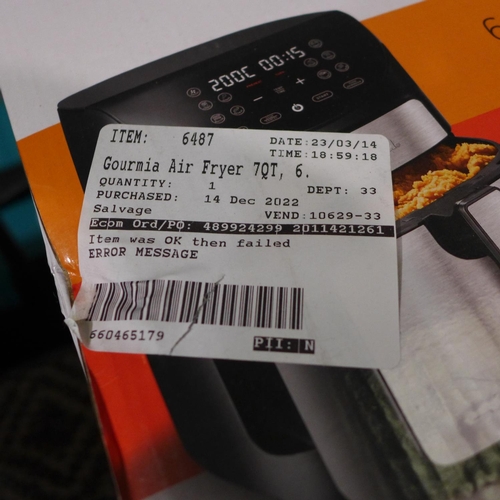 200C 00:15
6
ITEM: 6487 DATE:23/03/14
TIME:18:59:18
Gourmia Air Fryer 7QT, 6.
QUANTITY: 1 DEPT: 33
PURCHASED: 14 Dec 2022
Salvage VEND:10629-33
Ecom Ord/PO: 489924299 2011421261
Item was OK then failed
ERROR MESSAGE
660465179
PII: N